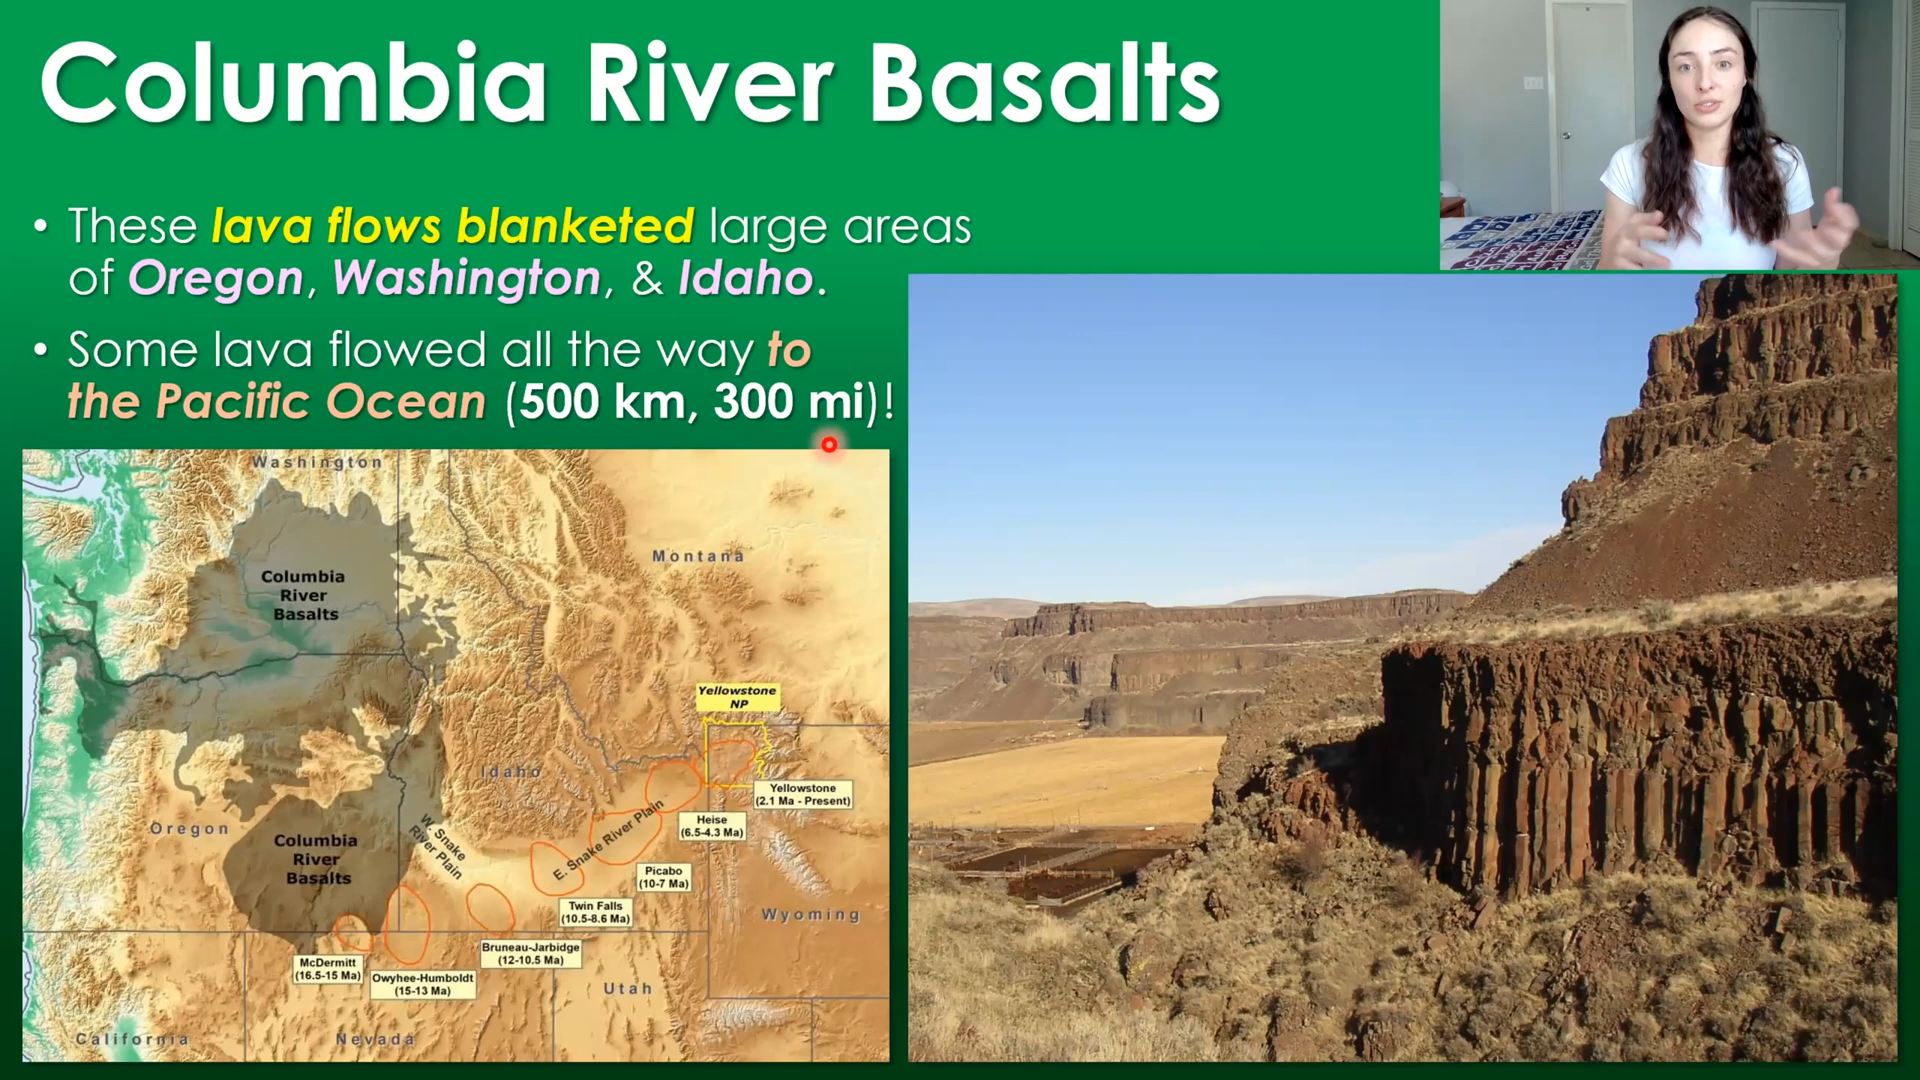 Columbia River Basalts
• These lava flows blanketed large areas
of Oregon, Washington, & Idaho.
• Some lava flowed all the way to
the Pacific Ocean (500 km, 300 mi)!
Washington
Columbia
River
Basalts
Montana
Yellowstone
NP
Idaho
Yellowstone
(2.1 Ma - Present)
Heise
(6.5-4.3 Ma)
E. Snake River Plain
W. Snake
River Plain
Oregon
Columbia
River
Basalts
Picabo
(10-7 Ma)
Twin Falls
(10.5-8.6 Ma)
Wyoming
Bruneau-Jarbidge
(12-10.5 Ma)
McDermitt
(16.5-15 Ma)
Owyhee-Humboldt
(15-13 Ma)
Utah
California
Nevada